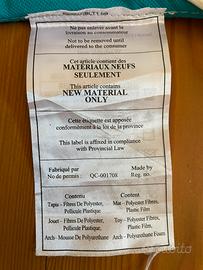 Ne pas enlever avant la
livraison au consommateur
Not to be removed until
delivered to the consumer
Cet article contient des
MATÉRIAUX NEUFS
SEULEMENT
This article contains
NEW MATERIAL
ONLY
Cette étiquette est apposée
conformément à la loi de la province
This label is affixed in compliance
with Provincial Law
Fabriqué par Made by
No de permis : QC-001708 Reg. no.
Contenu Content
Tapis - Fibres De Polyester, Mat - Polyester Fibres,
Pellicule Plastique Plastic Film
Jouet - Fibres De Polyester, Toy - Polyester Fibres,
Pellicule Plastique, Plastic Film,
Arch - Mousse De Polyurethane Arch - Polyurethane Foam